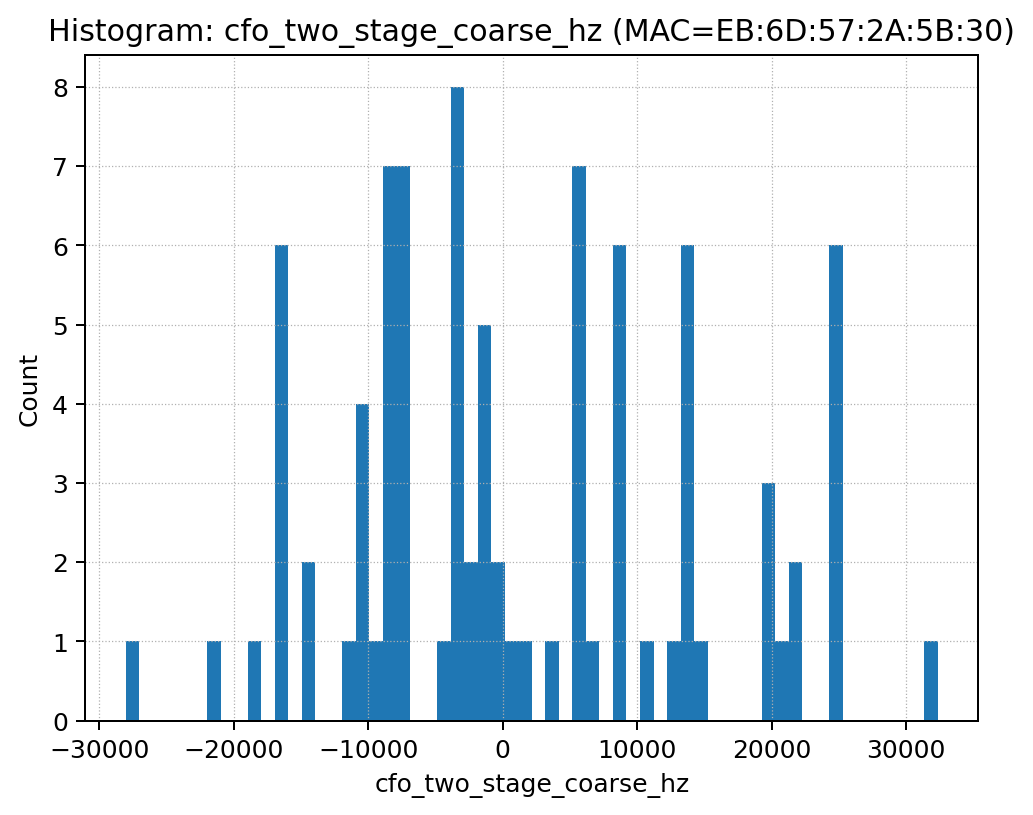 Histogram: cfo_two_stage_coarse_hz (MAC=EB:6D:57:2A:5B:30)
8
7
6
5
4
3
2
1
0
Count
−30000 −20000 −10000 0 10000 20000 30000
cfo_two_stage_coarse_hz